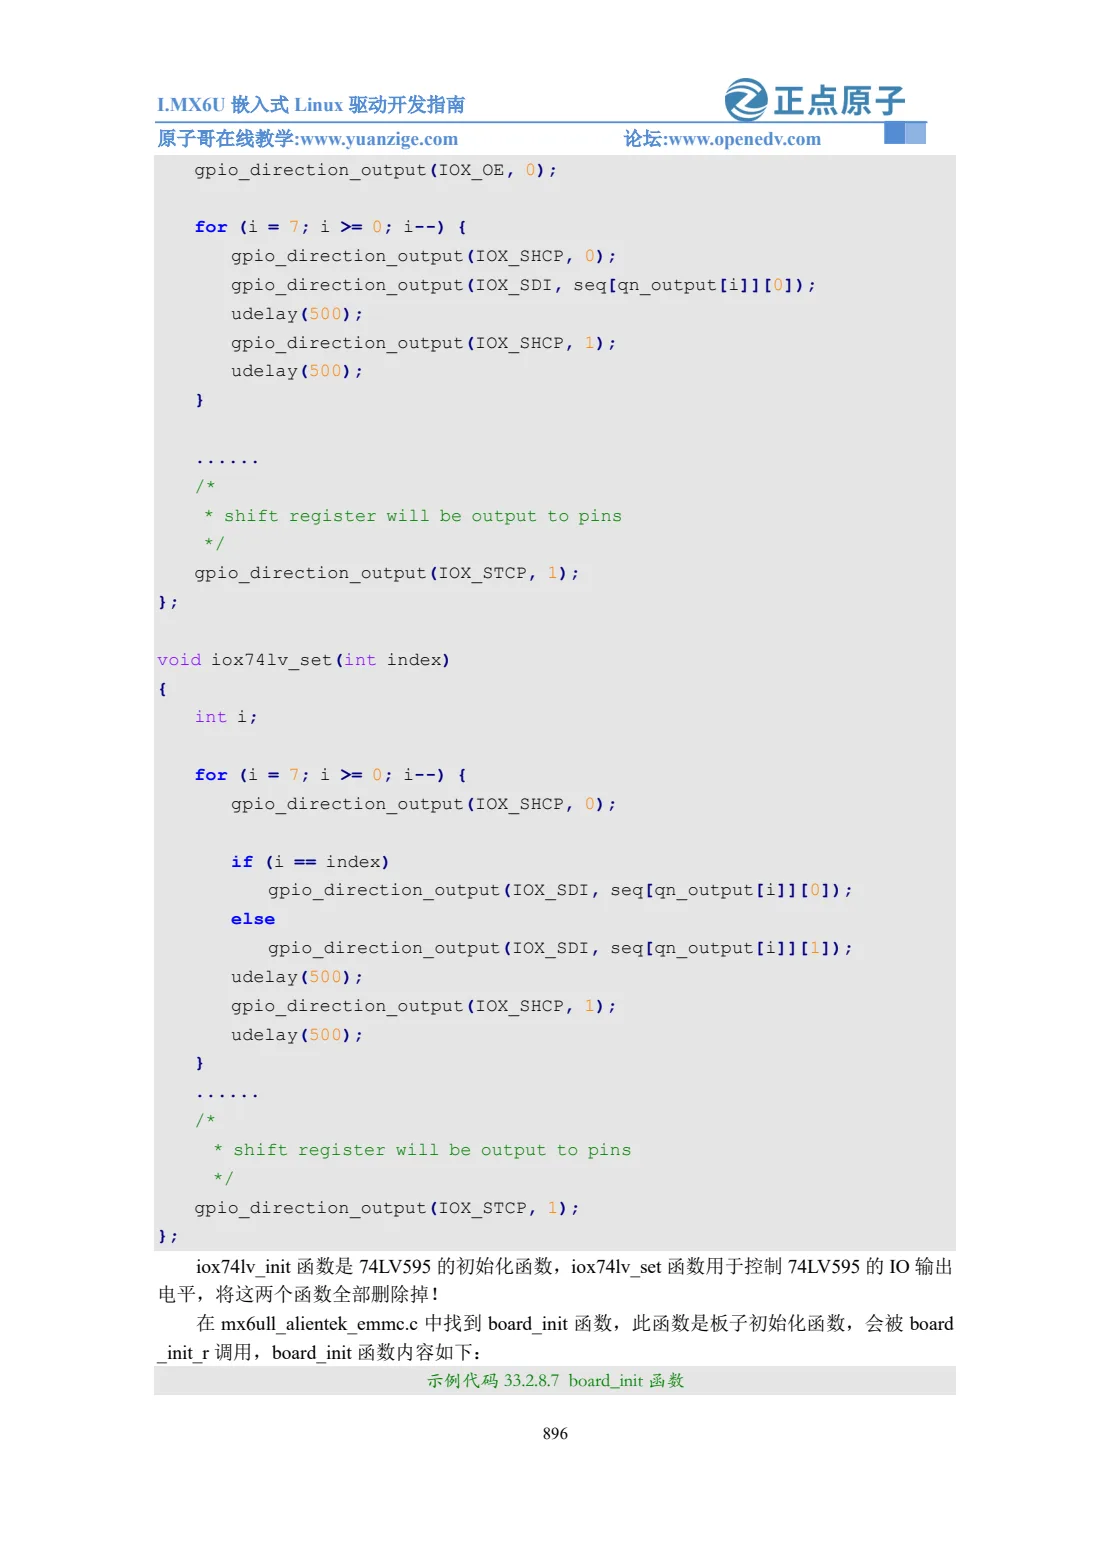 I.MX6U 嵌入式 Linux 驱动开发指南
正点原子
原子哥在线教学:www.yuanzige.com 论坛:www.openedv.com
gpio_direction_output(IOX_OE, 0);
for (i = 7; i >= 0; i--) {
gpio_direction_output(IOX_SHCP, 0);
gpio_direction_output(IOX_SDI, seq[qn_output[i]][0]);
udelay(500);
gpio_direction_output(IOX_SHCP, 1);
udelay(500);
}
......
/*
* shift register will be output to pins
*/
gpio_direction_output(IOX_STCP, 1);
};
void iox74lv_set(int index)
{
int i;
for (i = 7; i >= 0; i--) {
gpio_direction_output(IOX_SHCP, 0);
if (i == index)
gpio_direction_output(IOX_SDI, seq[qn_output[i]][0]);
else
gpio_direction_output(IOX_SDI, seq[qn_output[i]][1]);
udelay(500);
gpio_direction_output(IOX_SHCP, 1);
udelay(500);
}
......
/*
* shift register will be output to pins
*/
gpio_direction_output(IOX_STCP, 1);
};
iox74lv_init 函数是 74LV595 的初始化函数，iox74lv_set 函数用于控制 74LV595 的 IO 输出
电平，将这两个函数全部删除掉！
在 mx6ull_alientek_emmc.c 中找到 board_init 函数，此函数是板子初始化函数，会被 board
_init_r 调用，board_init 函数内容如下：
示例代码 33.2.8.7 board_init 函数
896